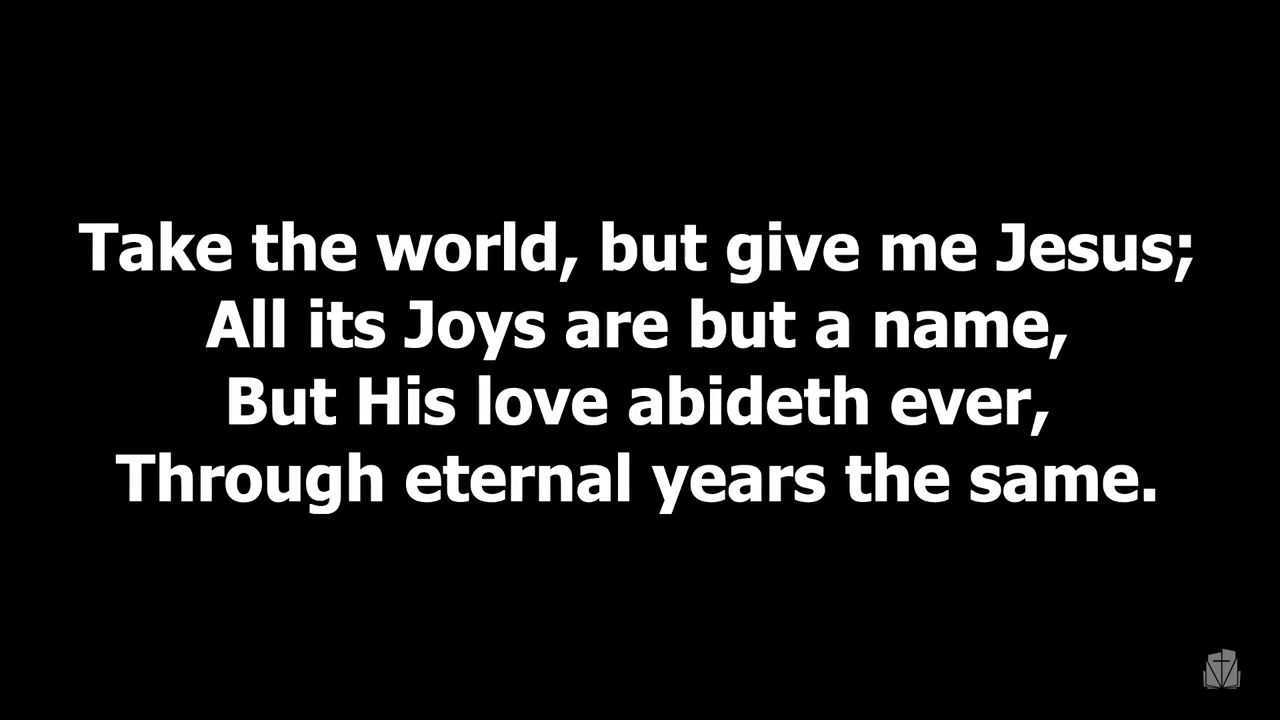 Take the world, but give me Jesus;
All its Joys are but a name,
But His love abideth ever,
Through eternal years the same.